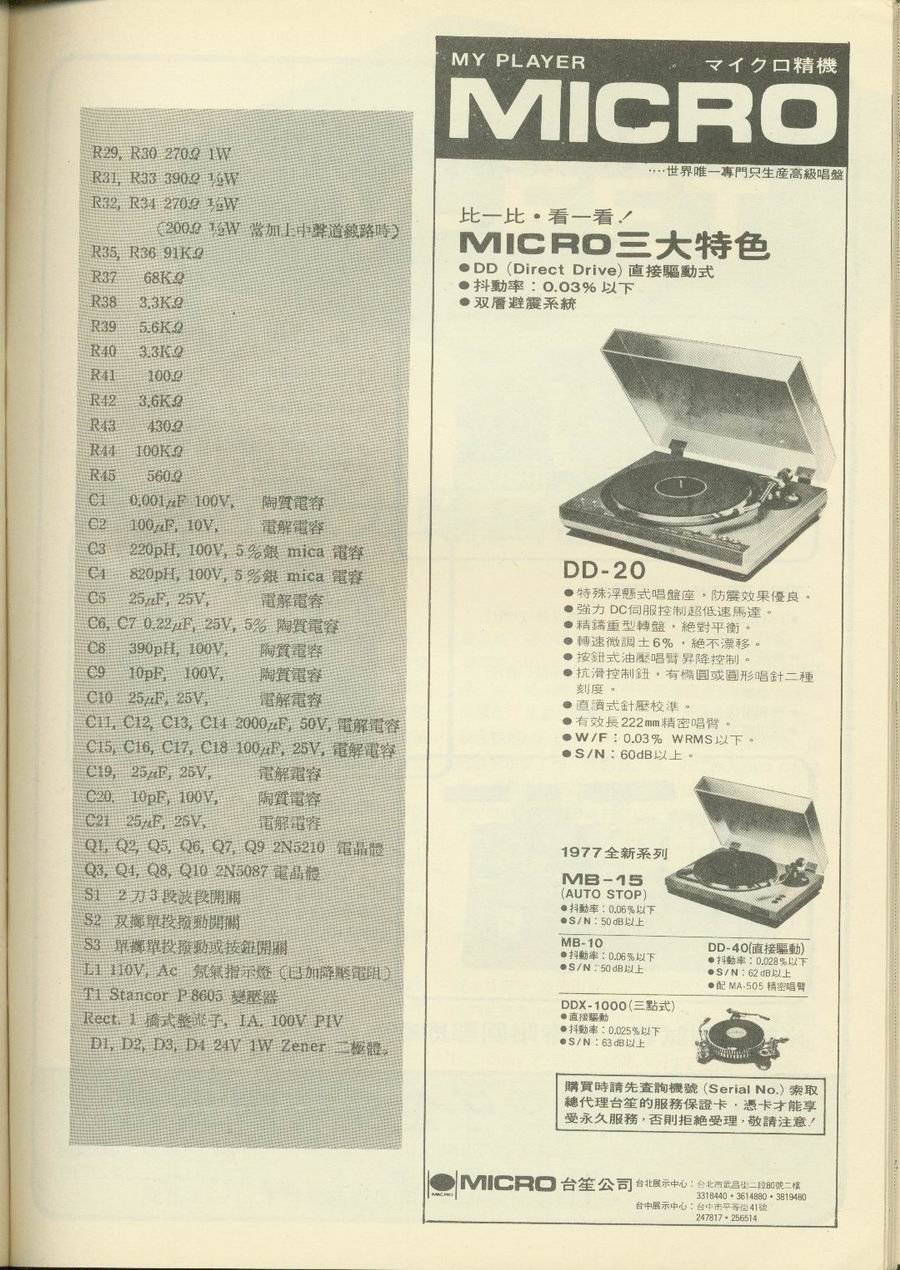 R29, R30 270Ω 1W
R31, R33 390Ω ½W
R32, R34 270Ω ½W
(200Ω ½W 當加上中聲道線路時)
R35, R36 91KΩ
R37 68KΩ
R38 3.3KΩ
R39 5.6KΩ
R40 3.3KΩ
R41 100Ω
R42 3.6KΩ
R43 430Ω
R44 100KΩ
R45 560Ω
C1 0.001μF 100V, 陶質電容
C2 100μF, 10V, 電解電容
C3 220pH, 100V, 5%銀 mica 電容
C4 820pH, 100V, 5%銀 mica 電容
C5 25μF, 25V, 電解電容
C6, C7 0.22μF, 25V, 5% 陶質電容
C8 390pH, 100V, 陶質電容
C9 10pF, 100V, 陶質電容
C10 25μF, 25V, 電解電容
C11, C12, C13, C14 2000μF, 50V, 電解電容
C15, C16, C17, C18 100μF, 25V, 電解電容
C19, 25μF, 25V, 電解電容
C20. 10pF, 100V, 陶質電容
C21 25μF, 25V, 電解電容
Q1, Q2, Q5, Q6, Q7, Q9 2N5210 電晶體
Q3, Q4, Q8, Q10 2N5087 電晶體
S1 2刀3段波段開關
S2 双擲單投撥動開關
S3 單擲單投撥動或按鈕開關
L1 110V, Ac 氖氣指示燈〔已加降壓電阻〕
T1 Stancor P 8605 變壓器
Rect. 1 橋式整流子, 1A. 100V PIV
D1, D2, D3, D4 24V 1W Zener 二極體。
MY PLAYER マイクロ精機
MICRO
····世界唯一專門只生産高級唱盤
比一比·看一看！
MICRO三大特色
●DD (Direct Drive) 直接驅動式
●抖動率：0.03%以下
●双層避震系統
DD-20
●特殊浮懸式唱盤座，防震效果優良。
●強力DC伺服控制超低速馬達。
●精鑄重型轉盤，絶對平衡。
●轉速微調±6%，絶不漂移。
●按鈕式油壓唱臂昇降控制。
●抗滑控制鈕，有橢圓或圓形唱針二種
刻度。
●直讀式針壓校準。
●有效長222mm精密唱臂。
●W/F：0.03% WRMS以下。
●S/N：60dB以上。
1977全新系列
MB-15
(AUTO STOP)
●抖動率：0.06%以下
●S/N：50dB以上
MB-10
●抖動率：0.06%以下
●S/N：50dB以上
DD-40(直接驅動)
●抖動率：0.028%以下
●S/N：62dB以上
●配 MA-505 精密唱臂
DDX-1000(三點式)
●直接驅動
●抖動率：0.025%以下
●S/N：63dB以上
購買時請先查詢機號 (Serial No.) 索取
總代理台笙的服務保證卡，憑卡才能享
受永久服務，否則拒絶受理，敬請注意！
MICRO
MICRO 台笙公司
台北展示中心：台北市武昌街二段80號二樓
3318440·3614880·3819480
台中展示中心：台中市平等街41號
247817·256514